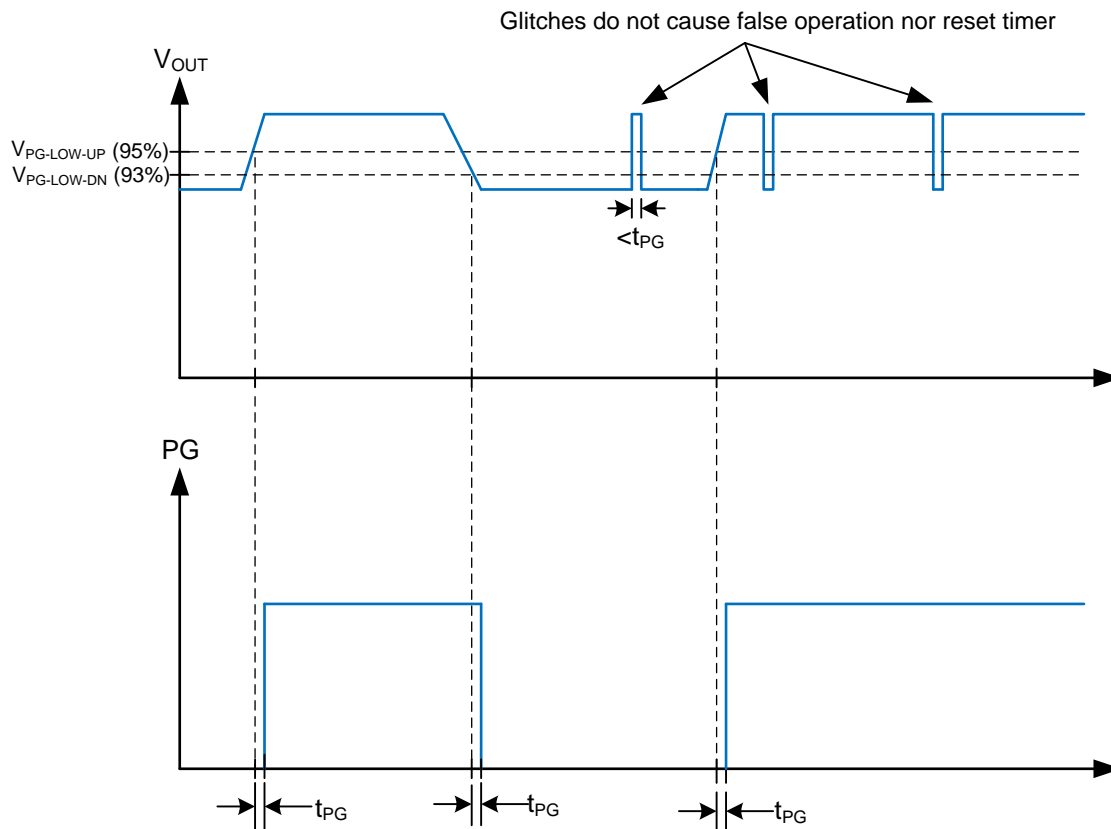 Glitches do not cause false operation nor reset timer
VOUT
VPG-LOW-UP (95%)
VPG-LOW-DN (93%)
<tPG
PG
tPG
tPG
tPG